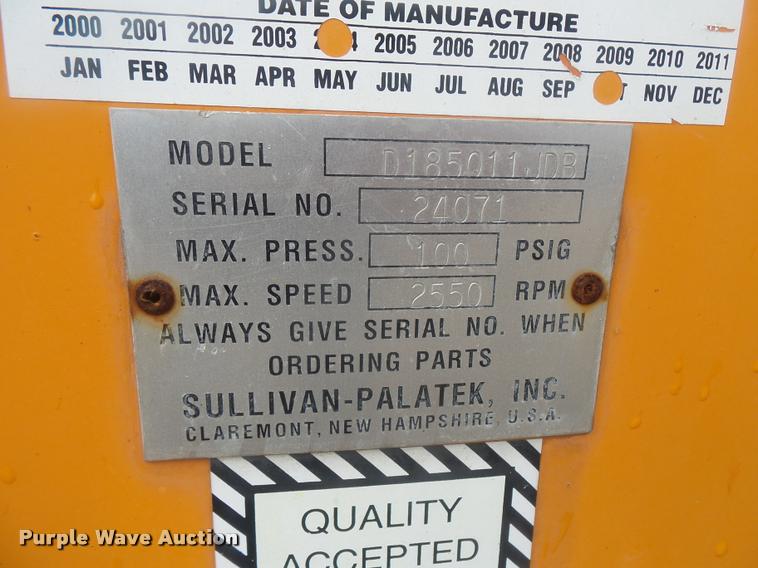 DATE OF MANUFACTURE
2000 2001 2002 2003 2005 2006 2007 2008 2009 2010 2011
JAN FEB MAR APR MAY JUN JUL AUG SEP NOV DEC
MODEL D185Q11JDB
SERIAL NO. 24071
MAX. PRESS. 100 PSIG
MAX. SPEED 2550 RPM
ALWAYS GIVE SERIAL NO. WHEN
ORDERING PARTS
SULLIVAN-PALATEK, INC.
CLAREMONT, NEW HAMPSHIRE, U.S.A.
QUALITY
ACCEPTED
Purple Wave Auction